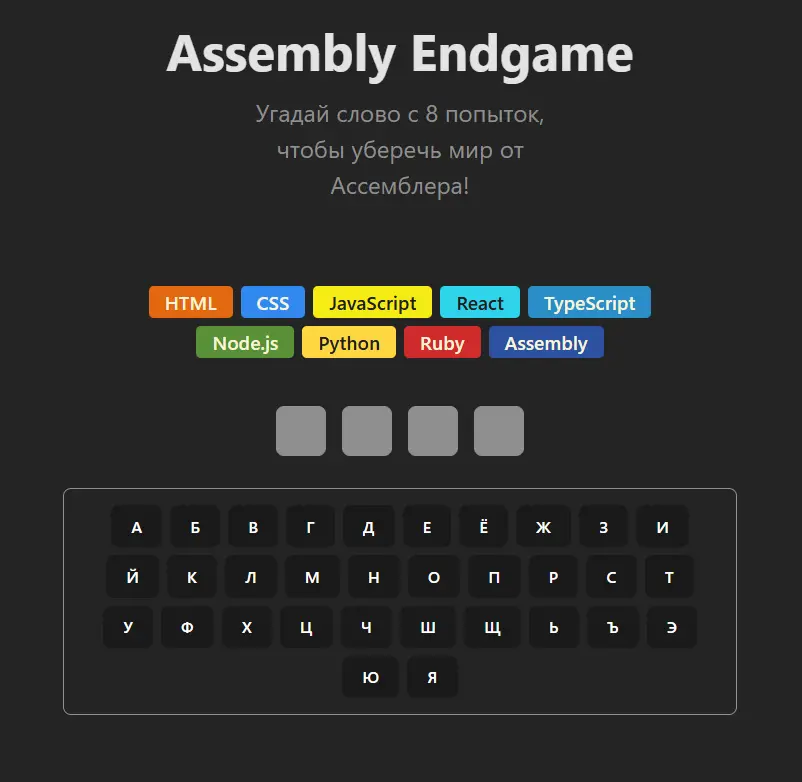 Assembly Endgame
Угадай слово с 8 попыток,
чтобы уберечь мир от
Ассемблера!
HTML CSS JavaScript React TypeScript
Node.js Python Ruby Assembly
А Б В Г Д Е Ё Ж З И
Й К Л М Н О П Р С Т
У Ф Х Ц Ч Ш Щ Ь Ъ Э
Ю Я